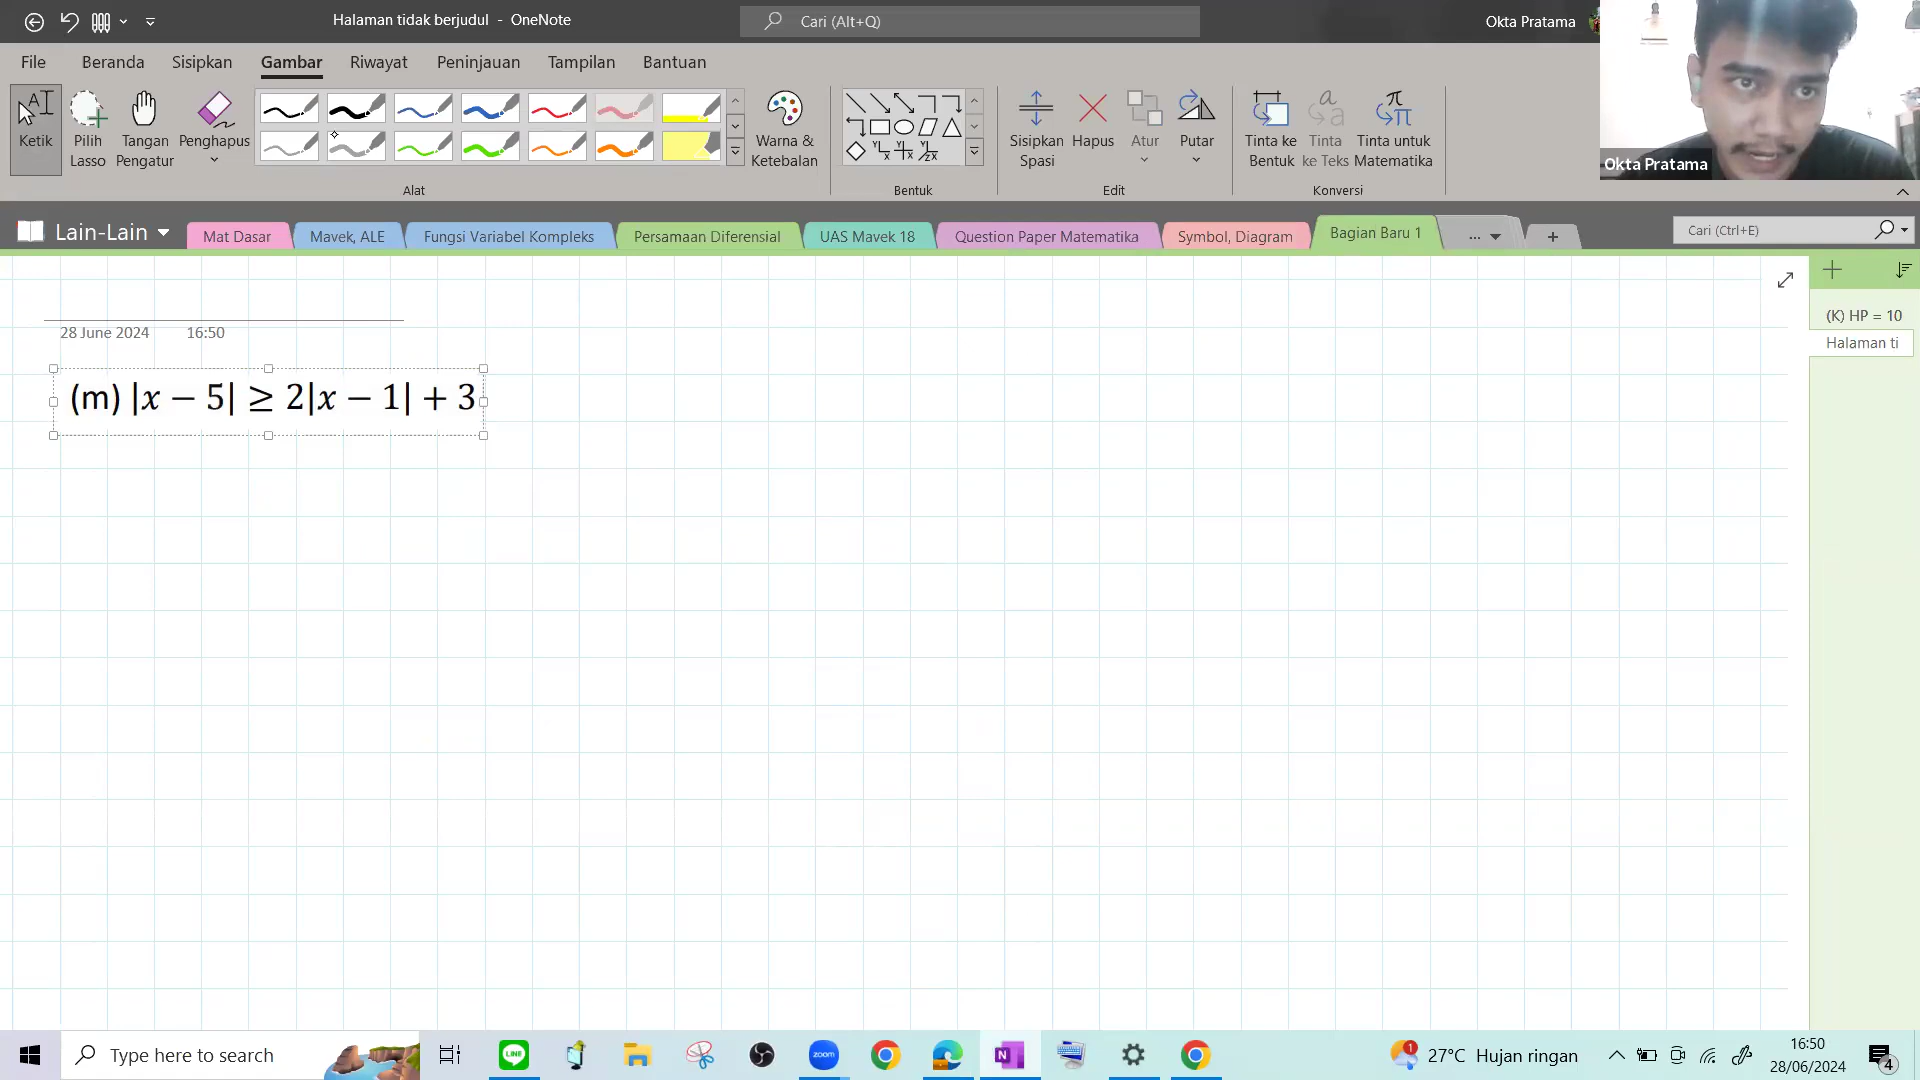 Halaman tidak berjudul - OneNote
Cari (Alt+Q)
Okta Pratama
File
Beranda
Sisipkan
Gambar
Riwayat
Peninjauan
Tampilan
Bantuan
Ketik
Pilih Lasso
Tangan Pengatur
Penghapus
Warna & Ketebalan
Sisipkan Spasi
Hapus
Atur
Putar
Tinta ke Bentuk
Tinta ke Teks
Tinta untuk Matematika
Okta Pratama
Alat
Bentuk
Edit
Konversi
Lain-Lain
Mat Dasar
Mavek, ALE
Fungsi Variabel Kompleks
Persamaan Diferensial
UAS Mavek 18
Question Paper Matematika
Symbol, Diagram
Bagian Baru 1
...
Cari (Ctrl+E)
28 June 2024 16:50
(K) HP = 10
Halaman ti
(m) |x − 5| ≥ 2|x − 1| + 3
Type here to search
LINE
zoom
N
1
27°C Hujan ringan
16:50
28/06/2024
4